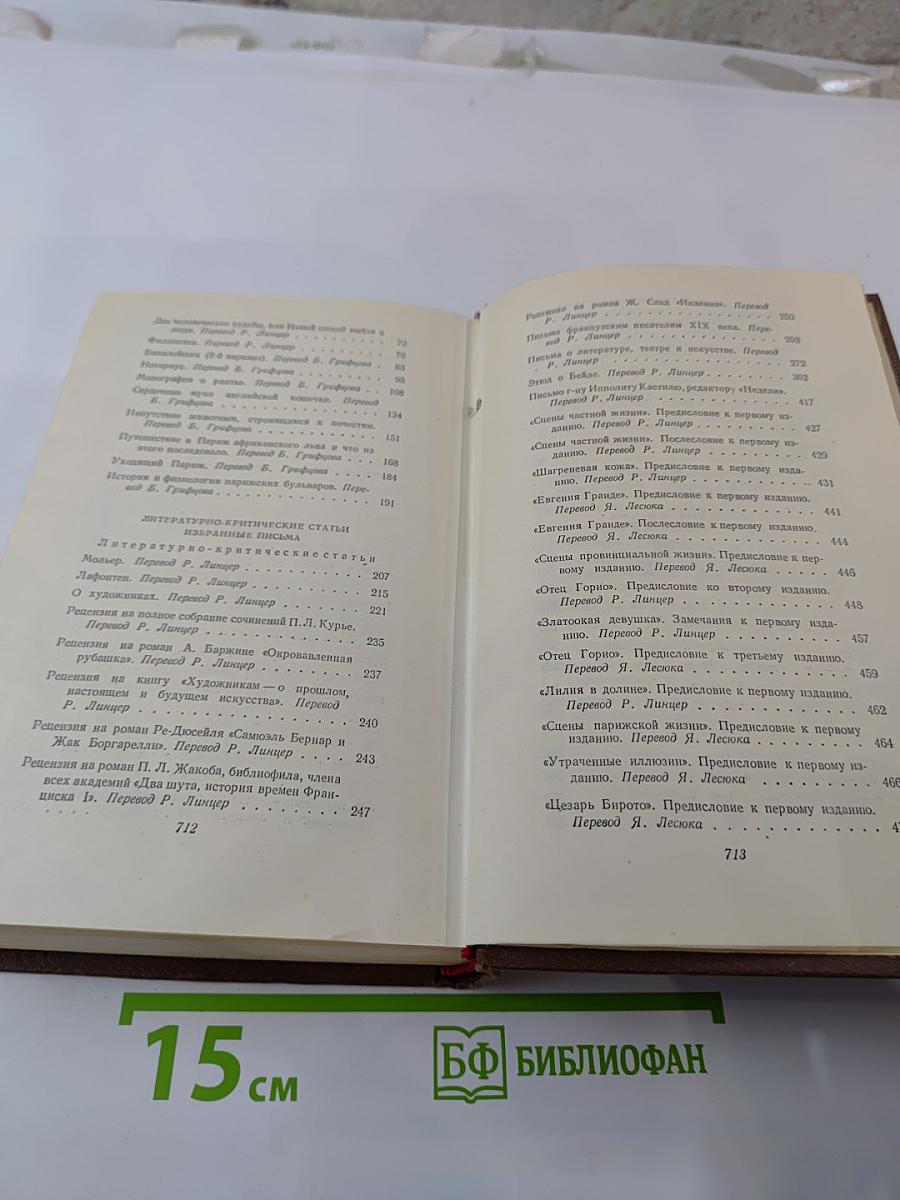 Две человеческие судьбы, или Новый способ выйти в
люди. Перевод Р. Линцер . . . . . . . . 72
Филипотен. Перевод Р. Линцер . . . . . . . . 76
Бакалейщик (2-й вариант). Перевод Б. Грифцова . 83
Нотариус. Перевод Б. Грифцова . . . . . . . . 95
Монография о рантье. Перевод Б. Грифцова . . 108
Сердечные муки английской кошечки. Перевод
Б. Грифцова . . . . . . . . . . . . . . . 134
Напутствие животным, стремящимся к почестям.
Перевод Б. Грифцова . . . . . . . . . . . 151
Путешествие в Париж африканского льва и что из
этого последовало. Перевод Б. Грифцова . . . 168
Уходящий Париж. Перевод Б. Грифцова . . . . 184
История и физиология парижских бульваров. Пере-
вод Б. Грифцова . . . . . . . . . . . . . . 191
ЛИТЕРАТУРНО-КРИТИЧЕСКИЕ СТАТЬИ
ИЗБРАННЫЕ ПИСЬМА
Литературно-критические статьи
Мольер. Перевод Р. Линцер . . . . . . . . . . 207
Лафонтен. Перевод Р. Линцер . . . . . . . . . 215
О художниках. Перевод Р. Линцер . . . . . . . 221
Рецензия на полное собрание сочинений П. Л. Курье.
Перевод Р. Линцер . . . . . . . . . . . . 235
Рецензия на роман А. Баржине «Окровавленная
рубашка». Перевод Р. Линцер . . . . . . . 237
Рецензия на книгу «Художникам — о прошлом,
настоящем и будущем искусства». Перевод
Р. Линцер . . . . . . . . . . . . . . . . 240
Рецензия на роман Ре-Дюсейля «Самюэль Бернар и
Жак Боргарелли». Перевод Р. Линцер . . . . 243
Рецензия на роман П. Л. Жакоба, библиофила, члена
всех академий «Два шута, история времен Фран-
циска I». Перевод Р. Линцер . . . . . . . . 247
712
Рецензия на роман Ж. Санд «Индиана». Перевод
Р. Линцер . . . . . . . . . . . . . . . . 250
Письмо французским писателям XIX века. Пере-
вод Р. Линцер . . . . . . . . . . . . . . 252
Письма о литературе, театре и искусстве. Перевод
Р. Линцер . . . . . . . . . . . . . . . . 272
Этюд о Бейле. Перевод Р. Линцер . . . . . . . 362
Письмо г-ну Ипполиту Кастилю, редактору «Недели».
Перевод Р. Линцер . . . . . . . . . . . . 417
«Сцены частной жизни». Предисловие к первому из-
данию. Перевод Р. Линцер . . . . . . . . 427
«Сцены частной жизни». Послесловие к первому из-
данию. Перевод Р. Линцер . . . . . . . . 429
«Шагреневая кожа». Предисловие к первому изда-
нию. Перевод Р. Линцер . . . . . . . . . 431
«Евгения Гранде». Предисловие к первому изданию.
Перевод Я. Лесюка . . . . . . . . . . . . 441
«Евгения Гранде». Послесловие к первому изданию.
Перевод Я. Лесюка . . . . . . . . . . . . 444
«Сцены провинциальной жизни». Предисловие к пер-
вому изданию. Перевод Я. Лесюка . . . . . 446
«Отец Горио». Предисловие ко второму изданию.
Перевод Р. Линцер . . . . . . . . . . . . 448
«Златоокая девушка». Замечания к первому изда-
нию. Перевод Р. Линцер . . . . . . . . . 457
«Отец Горио». Предисловие к третьему изданию.
Перевод Я. Лесюка . . . . . . . . . . . . 459
«Лилия в долине». Предисловие к первому изданию.
Перевод Р. Линцер . . . . . . . . . . . . 462
«Сцены парижской жизни». Предисловие к первому
изданию. Перевод Я. Лесюка . . . . . . . . 464
«Утраченные иллюзии». Предисловие к первому из-
данию. Перевод Я. Лесюка . . . . . . . . 466
«Цезарь Бирото». Предисловие к первому изданию.
Перевод Я. Лесюка . . . . . . . . . . . .
713
15 см
БФ БИБЛИОФАН